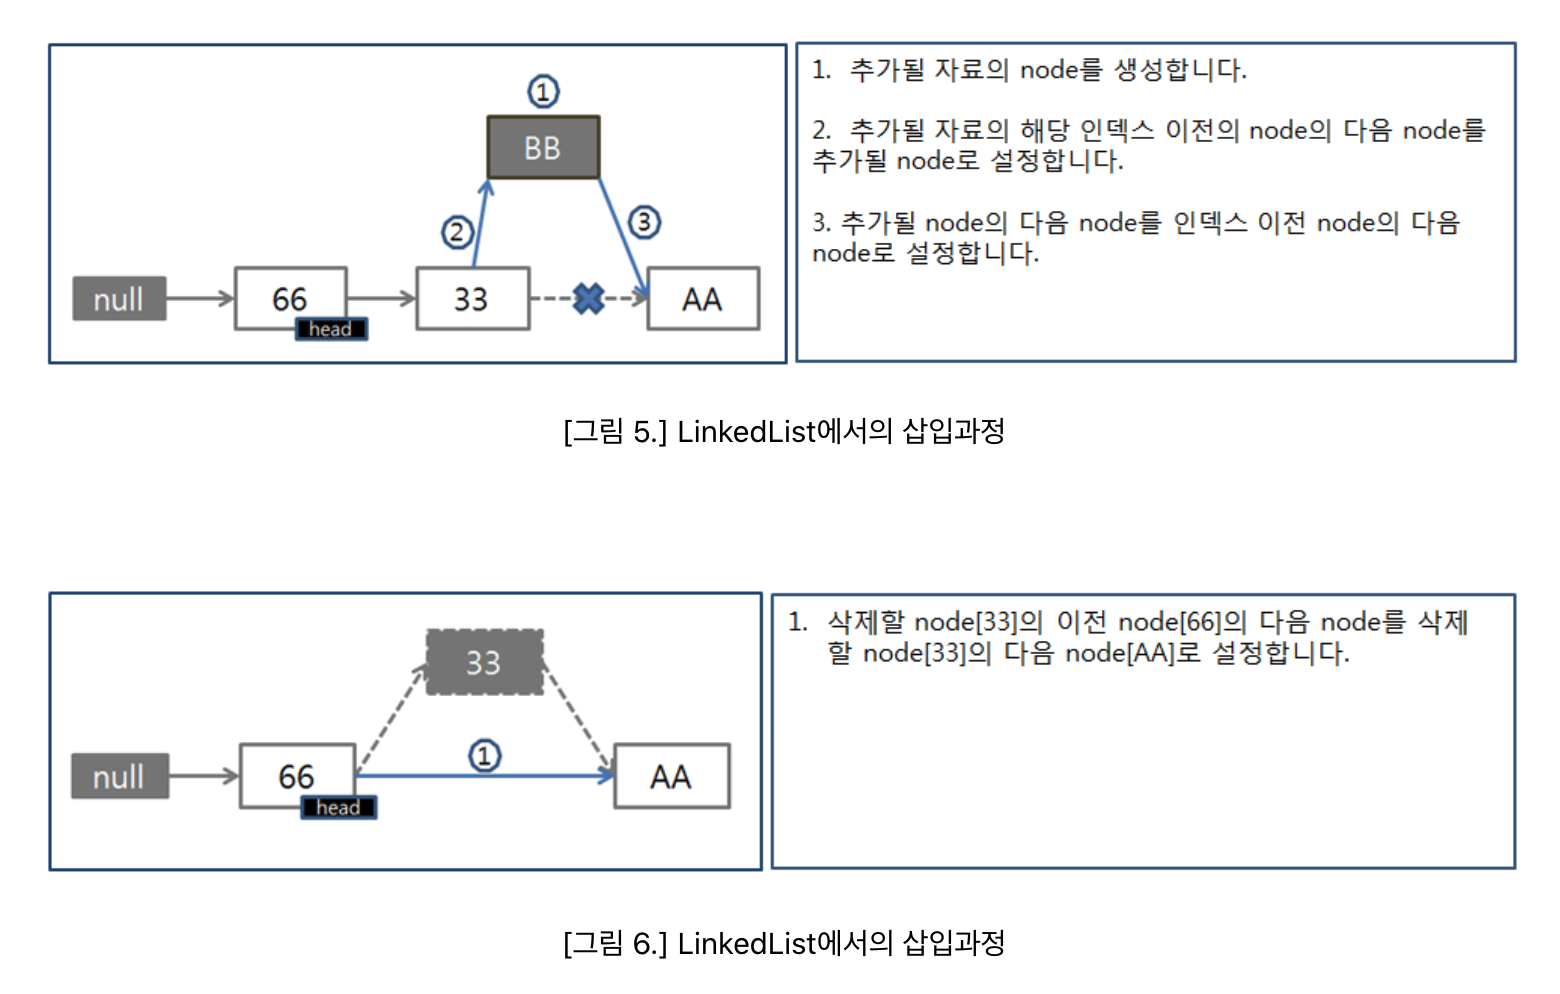 ①
BB
②
③
null
66
head
33
AA
1. 추가될 자료의 node를 생성합니다.
2. 추가될 자료의 해당 인덱스 이전의 node의 다음 node를
추가될 node로 설정합니다.
3. 추가될 node의 다음 node를 인덱스 이전 node의 다음
node로 설정합니다.
[그림 5.] LinkedList에서의 삽입과정
33
①
null
66
head
AA
1. 삭제할 node[33]의 이전 node[66]의 다음 node를 삭제
할 node[33]의 다음 node[AA]로 설정합니다.
[그림 6.] LinkedList에서의 삽입과정